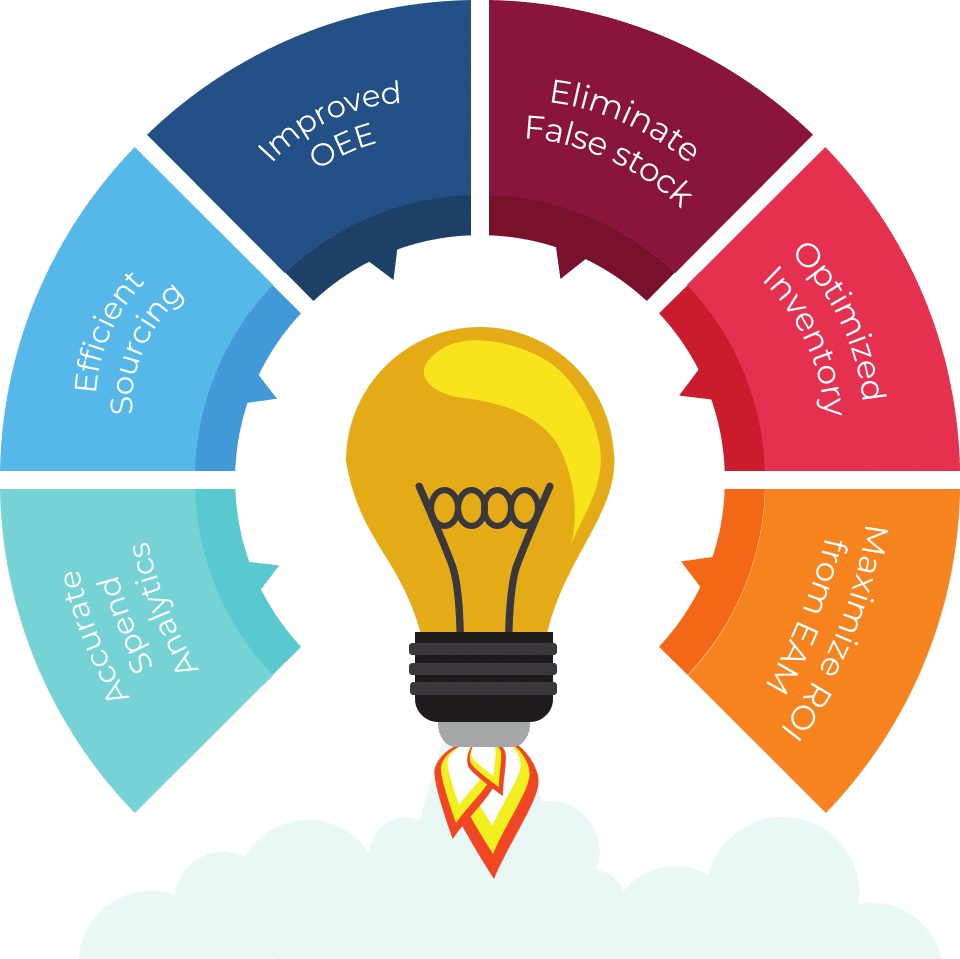 Accurate
Spend
Analytics
Efficient
Sourcing
Improved
OEE
Eliminate
False stock
Optimized
Inventory
Maximize ROI
from EAM